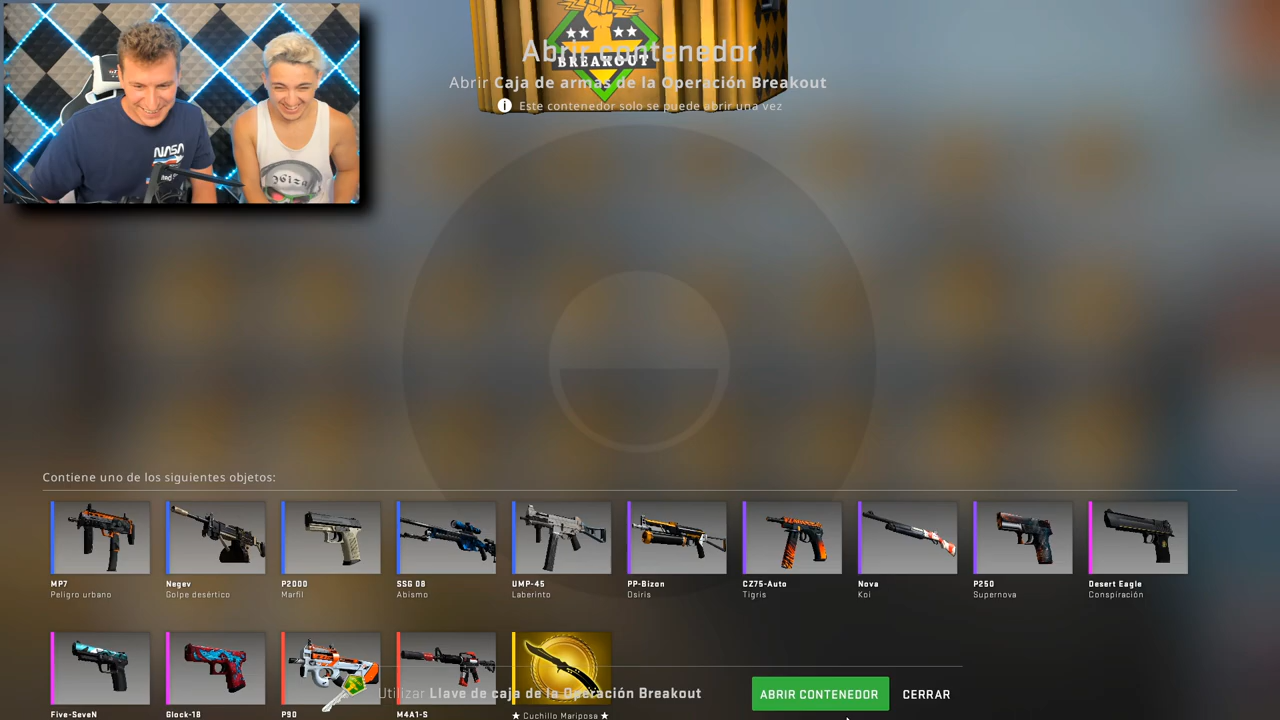 BREAKOUT
Abrir contenedor
Abrir Caja de armas de la Operación Breakout
Este contenedor solo se puede abrir una vez
NASA
Contiene uno de los siguientes objetos:
MP7
Peligro urbano
Negev
Golpe desértico
P2000
Marfil
SSG 08
Abismo
UMP-45
Laberinto
PP-Bizon
Osiris
CZ75-Auto
Tigris
Nova
Koi
P250
Supernova
Desert Eagle
Conspiración
Five-SeveN
Glock-18
P90
M4A1-S
★ Cuchillo Mariposa ★
Utilizar Llave de caja de la Operación Breakout
ABRIR CONTENEDOR
CERRAR